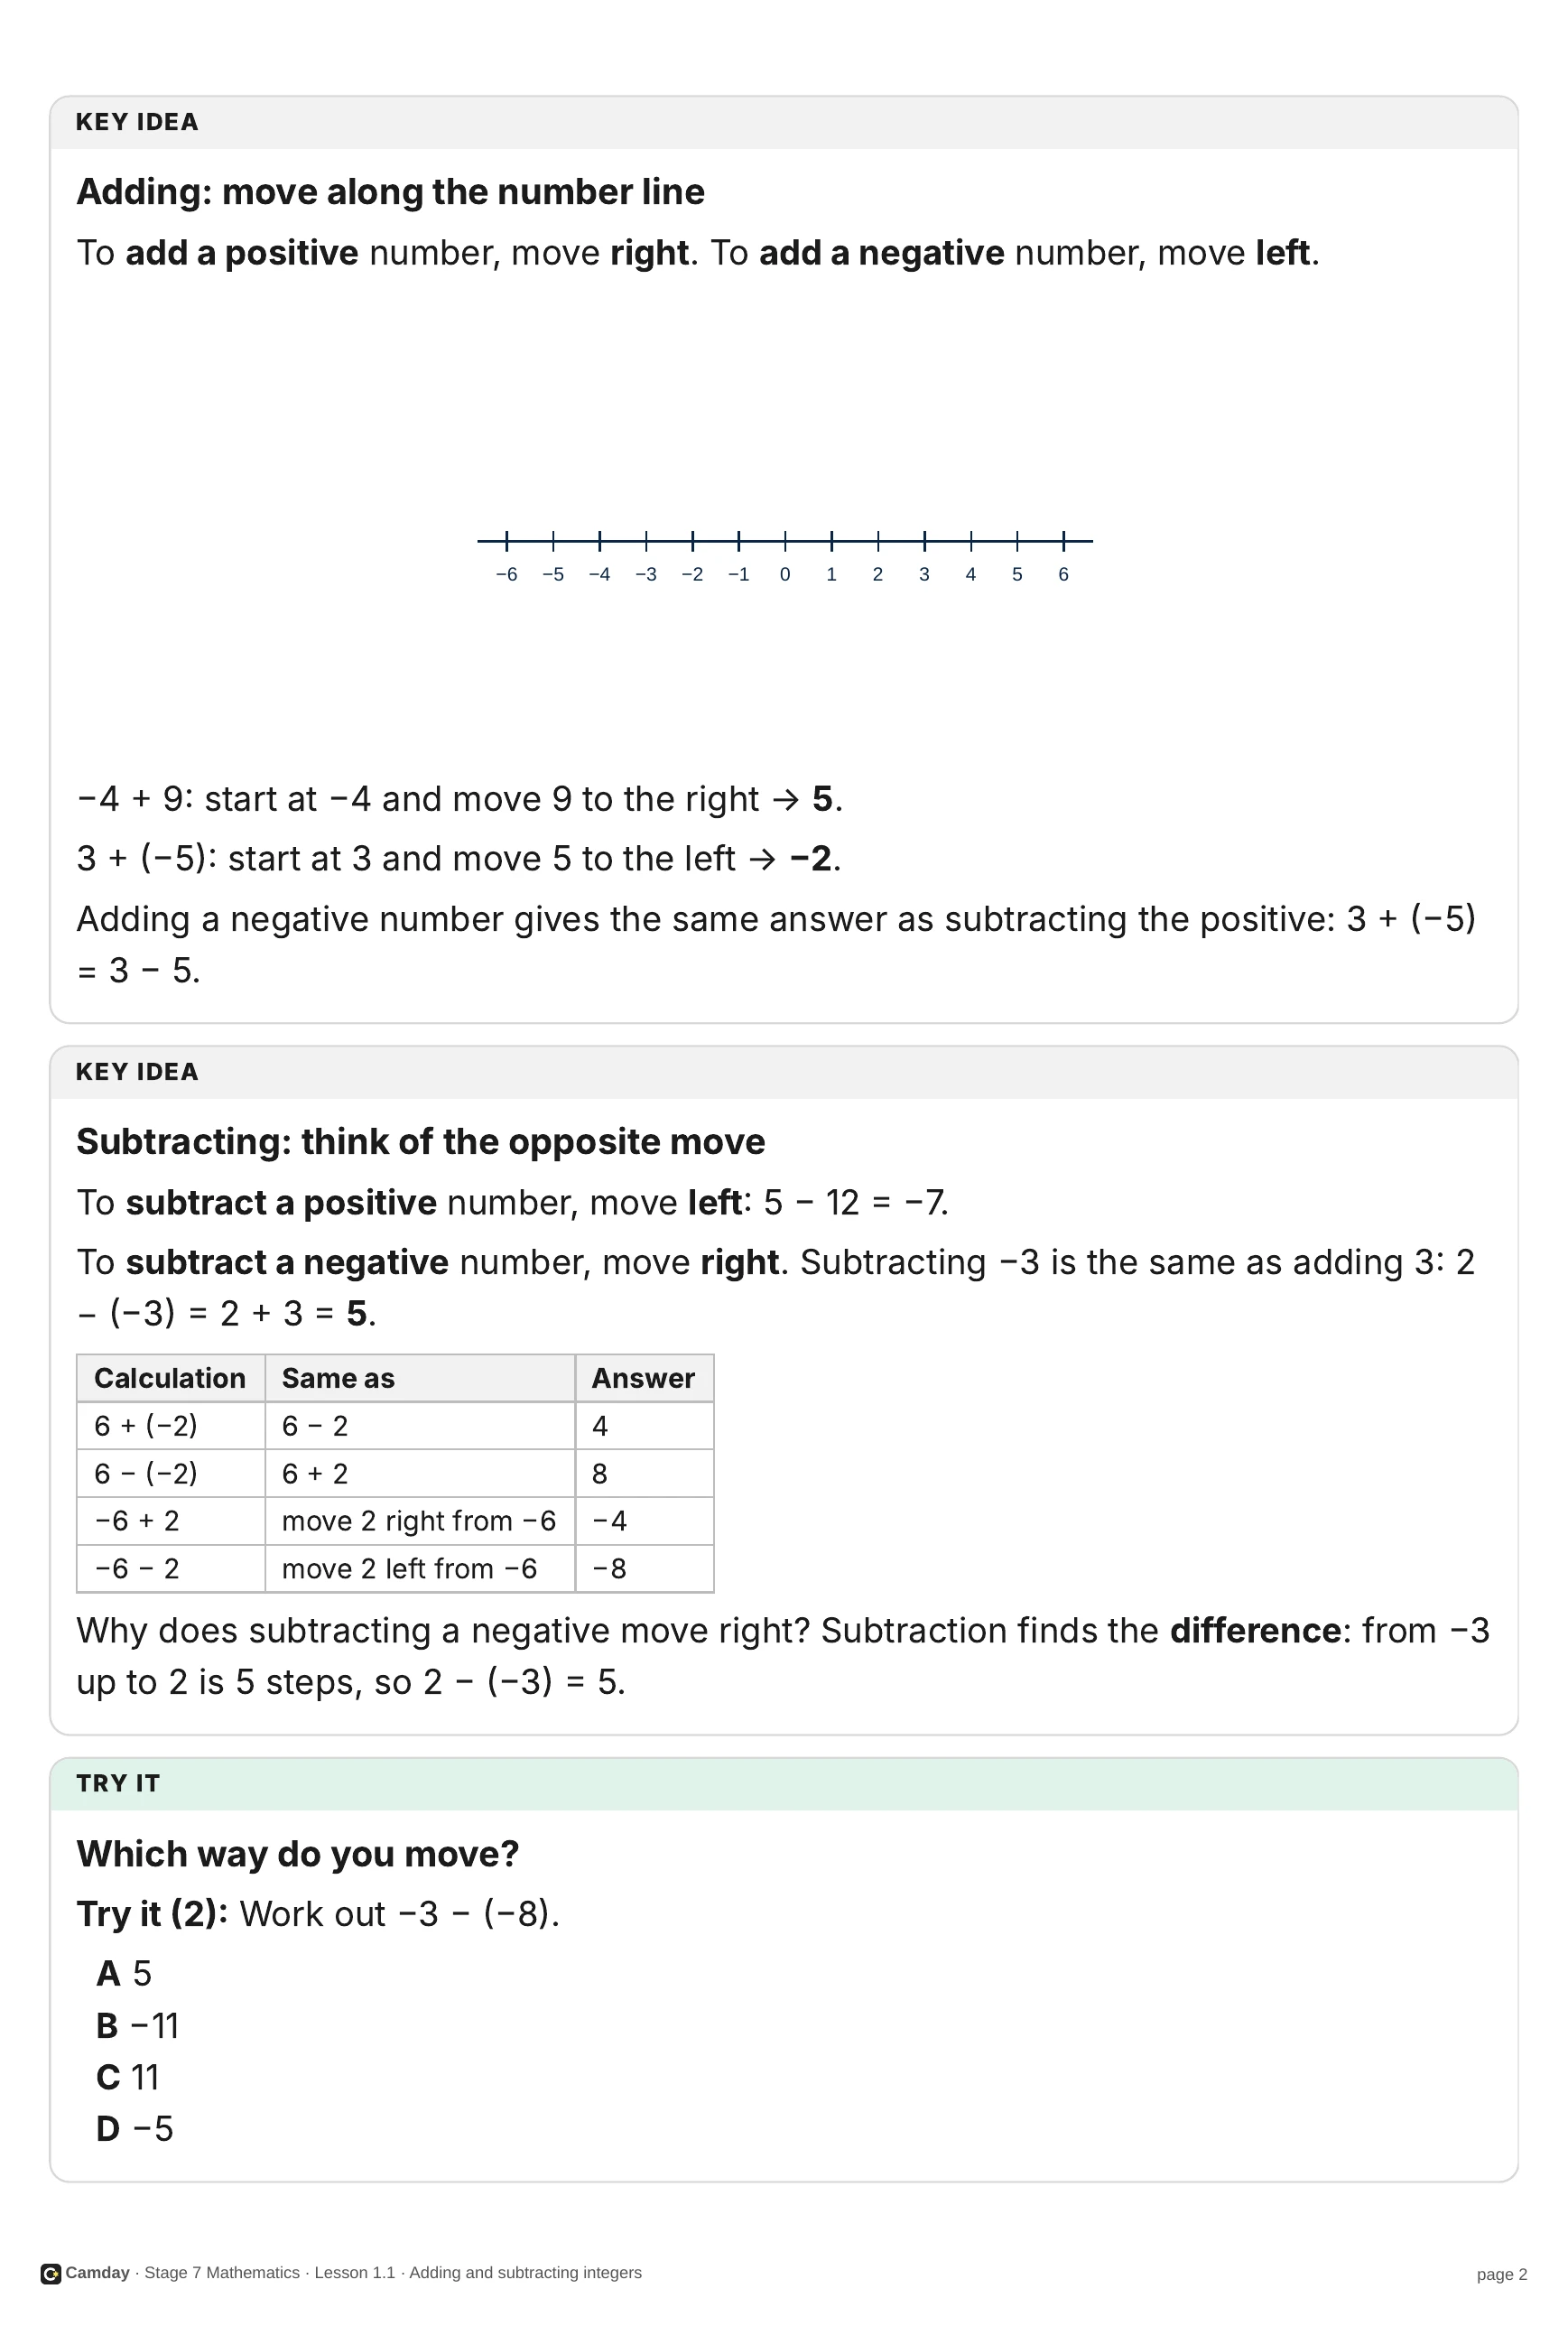 KEY IDEA
Adding: move along the number line
To add a positive number, move right. To add a negative number, move left.
−6 −5 −4 −3 −2 −1 0 1 2 3 4 5 6
−4 + 9: start at −4 and move 9 to the right → 5.
3 + (−5): start at 3 and move 5 to the left → −2.
Adding a negative number gives the same answer as subtracting the positive: 3 + (−5)
= 3 − 5.
KEY IDEA
Subtracting: think of the opposite move
To subtract a positive number, move left: 5 − 12 = −7.
To subtract a negative number, move right. Subtracting −3 is the same as adding 3: 2
− (−3) = 2 + 3 = 5.
Calculation Same as Answer
6 + (−2) 6 − 2 4
6 − (−2) 6 + 2 8
−6 + 2 move 2 right from −6 −4
−6 − 2 move 2 left from −6 −8
Why does subtracting a negative move right? Subtraction finds the difference: from −3
up to 2 is 5 steps, so 2 − (−3) = 5.
TRY IT
Which way do you move?
Try it (2): Work out −3 − (−8).
A 5
B −11
C 11
D −5
Camday · Stage 7 Mathematics · Lesson 1.1 · Adding and subtracting integers page 2